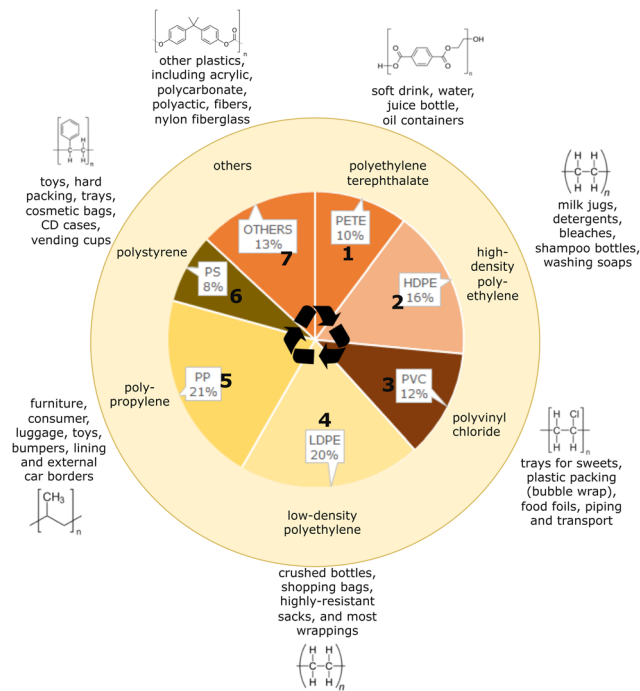 other plastics,
including acrylic,
polycarbonate,
polyactic, fibers,
nylon fiberglass
O
O
O
n
O
O
O
OH
H
O
n
soft drink, water,
juice bottle,
oil containers
H
H
C
C
H
H
n
toys, hard
packing, trays,
cosmetic bags,
CD cases,
vending cups
others
polyethylene
terephthalate
H
H
C
C
H
H
n
milk jugs,
detergents,
bleaches,
shampoo bottles,
washing soaps
OTHERS
13%
7
PETE
10%
1
polystyrene
PS
8%
6
HDPE
16%
2
high-
density
poly-
ethylene
poly-
propylene
PP
21%
5
3
PVC
12%
polyvinyl
chloride
4
LDPE
20%
low-density
polyethylene
furniture,
consumer,
luggage, toys,
bumpers, lining
and external
car borders
CH3
n
H
Cl
C
C
H
H
n
trays for sweets,
plastic packing
(bubble wrap),
food foils, piping
and transport
crushed bottles,
shopping bags,
highly-resistant
sacks, and most
wrappings
H
H
C
C
H
H
n